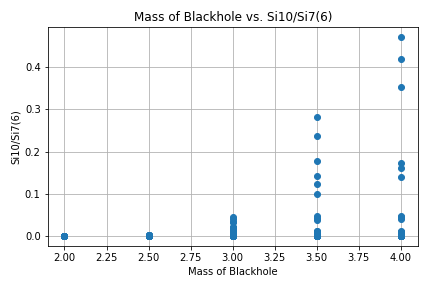 Mass of Blackhole vs. Si10/Si7(6)
Si10/Si7(6)
0.4
0.3
0.2
0.1
0.0
2.00 2.25 2.50 2.75 3.00 3.25 3.50 3.75 4.00
Mass of Blackhole